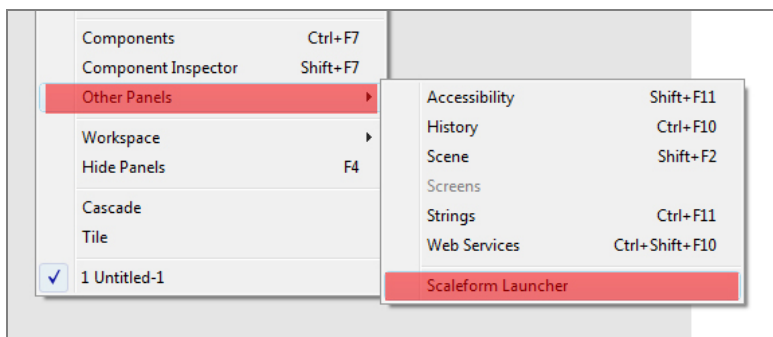 Components Ctrl+F7
Component Inspector Shift+F7
Other Panels
Workspace
Hide Panels F4
Cascade
Tile
1 Untitled-1
Accessibility Shift+F11
History Ctrl+F10
Scene Shift+F2
Screens
Strings Ctrl+F11
Web Services Ctrl+Shift+F10
Scaleform Launcher